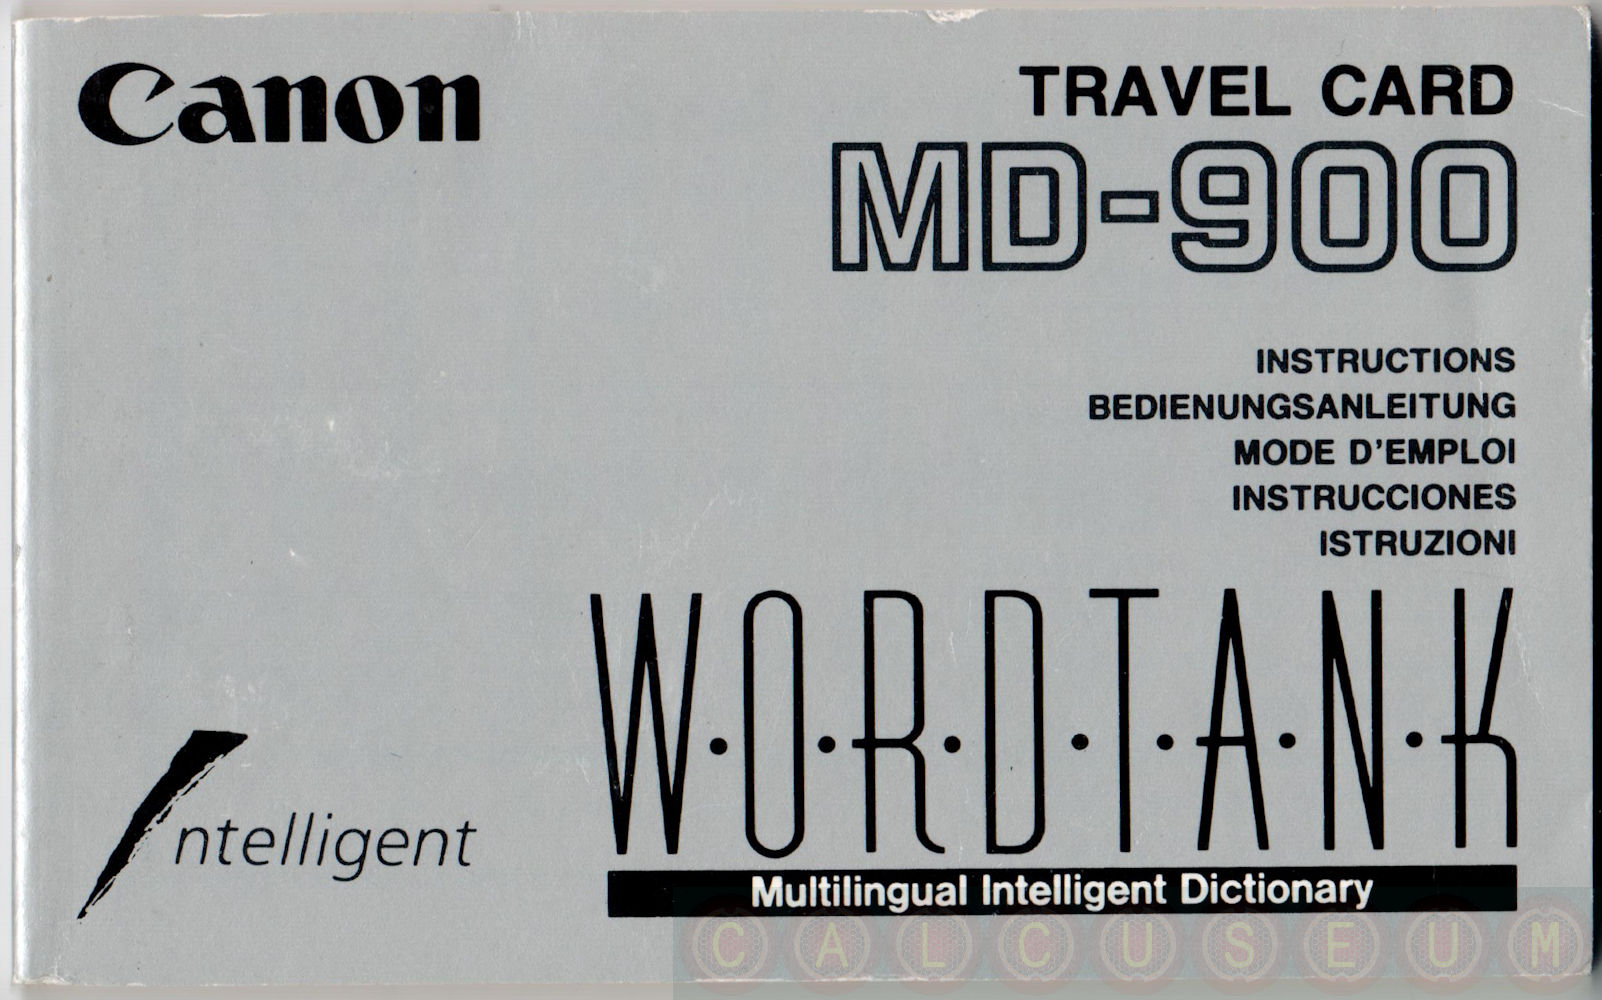 Canon
TRAVEL CARD
MD-900
INSTRUCTIONS
BEDIENUNGSANLEITUNG
MODE D'EMPLOI
INSTRUCCIONES
ISTRUZIONI
W·O·R·D·T·A·N·K
Intelligent
Multilingual Intelligent Dictionary
CALCUSEUM